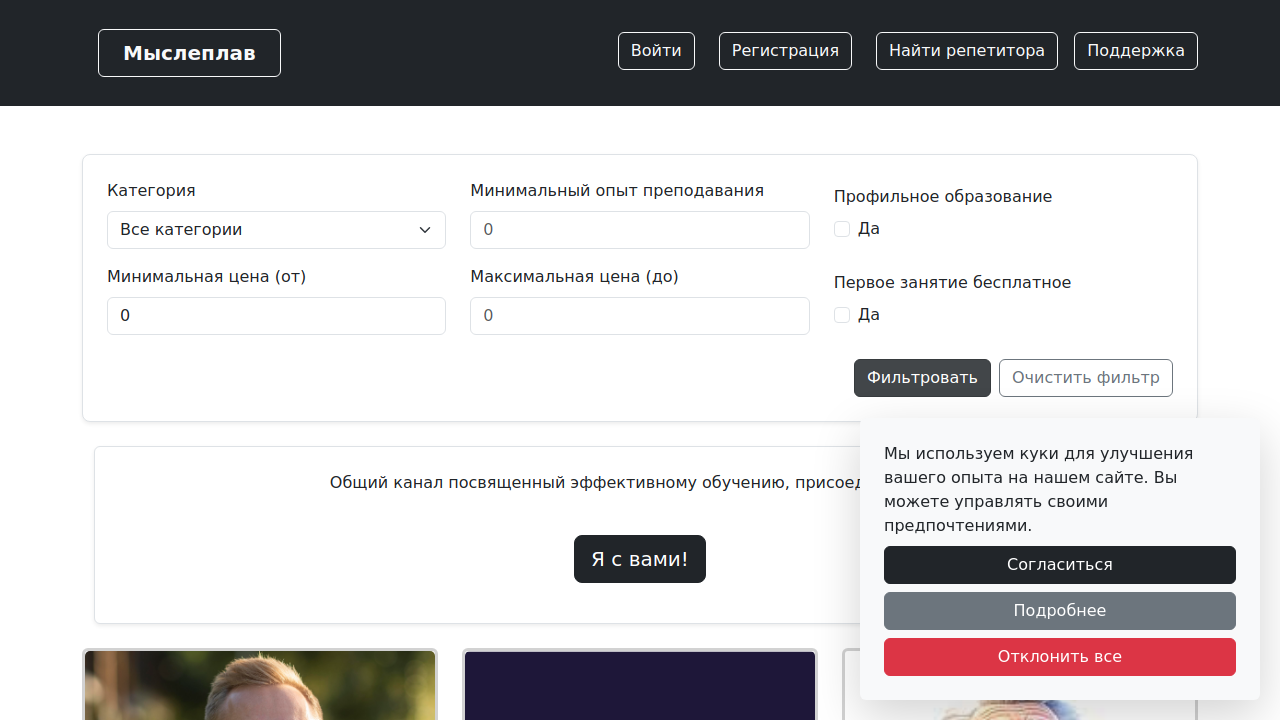 Мыслеплав
Войти
Регистрация
Найти репетитора
Поддержка
Категория
Все категории
Минимальный опыт преподавания
0
Профильное образование
Да
Минимальная цена (от)
0
Максимальная цена (до)
0
Первое занятие бесплатное
Да
Фильтровать
Очистить фильтр
Общий канал посвященный эффективному обучению,
Я с вами!
Мы используем куки для улучшения
вашего опыта на нашем сайте. Вы
можете управлять своими
предпочтениями.
Согласиться
Подробнее
Отклонить все